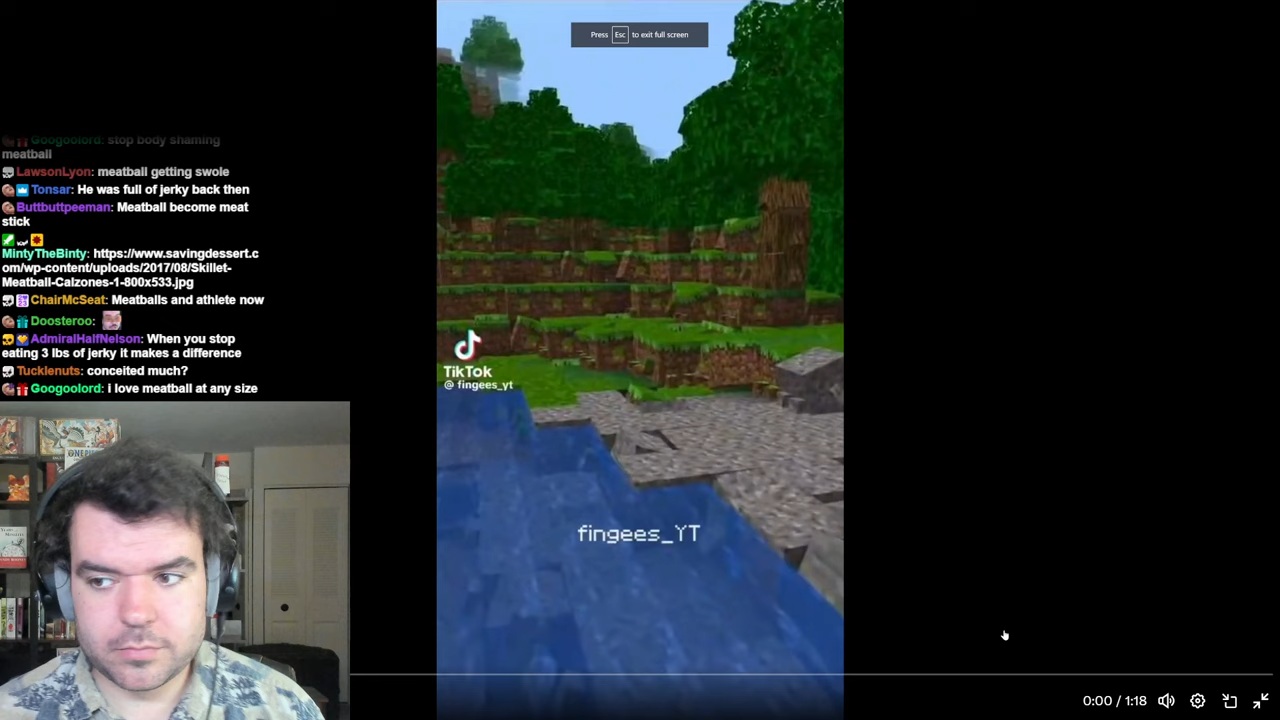 Press Esc to exit full screen
Googoolord: stop body shaming
meatball
LawsonLyon: meatball getting swole
Tonsar: He was full of jerky back then
Buttbuttpeeman: Meatball become meat
stick
MintyTheBinty: https://www.savingdessert.c
om/wp-content/uploads/2017/08/Skillet-
Meatball-Calzones-1-800x533.jpg
ChairMcSeat: Meatballs and athlete now
Doosteroo:
AdmiralHalfNelson: When you stop
eating 3 lbs of jerky it makes a difference
Tucklenuts: conceited much?
Googoolord: i love meatball at any size
TikTok
@ fingees_yt
fingees_YT
0:00 / 1:18